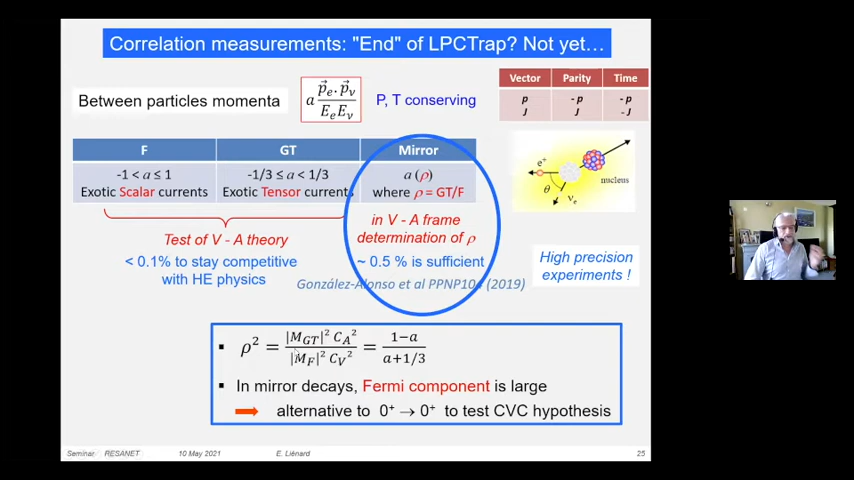 Correlation measurements: "End" of LPCTrap? Not yet…
Vector Parity Time
p - p - p
J J - J
Between particles momenta
a p⃗e.p⃗ν / EeEν
P, T conserving
F GT Mirror
-1 < a ≤ 1 -1/3 ≤ a < 1/3 a (ρ)
Exotic Scalar currents Exotic Tensor currents where ρ = GT/F
e+
θ
νe
nucleus
Test of V - A theory
< 0.1% to stay competitive
with HE physics
in V - A frame
determination of ρ
~ 0.5 % is sufficient
González-Alonso et al PPNP104 (2019)
High precision
experiments !
▪ ρ² = |MGT|² CA² / |MF|² CV² = 1−a / a+1/3
▪ In mirror decays, Fermi component is large
alternative to 0+ → 0+ to test CVC hypothesis
Seminar RESANET 10 May 2021 E. Liénard 25